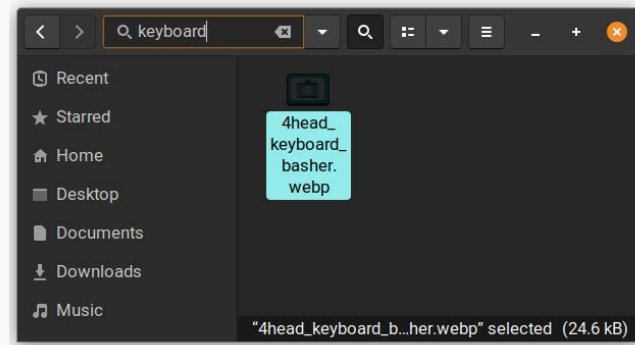 keyboard
Recent
Starred
Home
Desktop
Documents
Downloads
Music
4head_
keyboard_
basher.
webp
“4head_keyboard_b...her.webp” selected (24.6 kB)